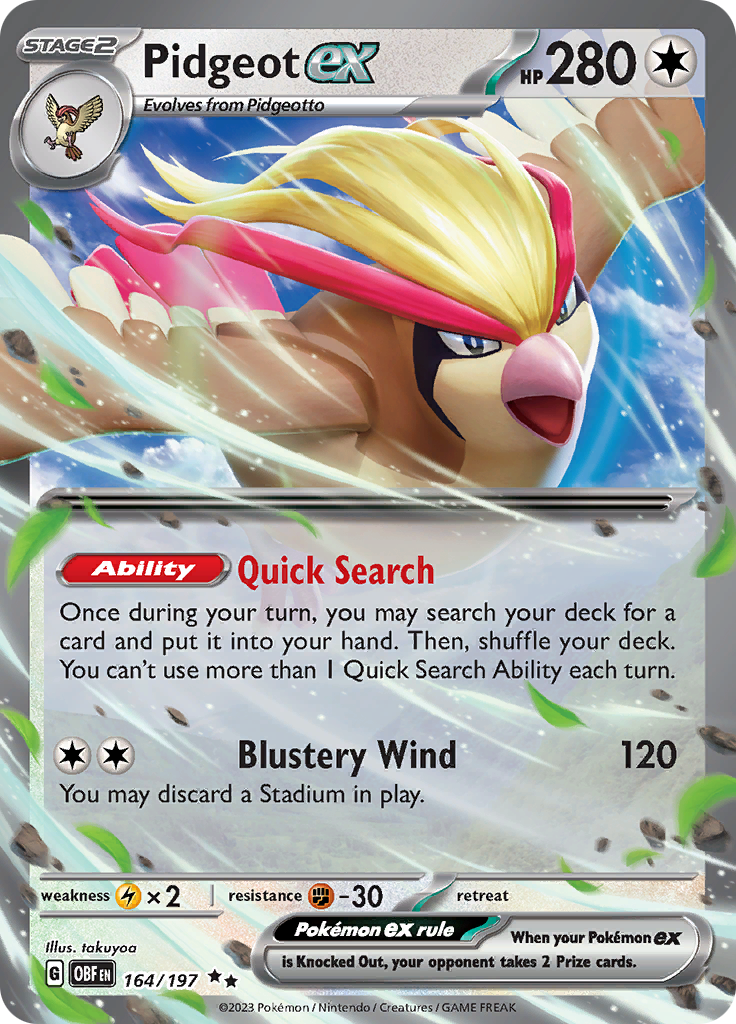 STAGE2
Pidgeot ex
HP 280
Evolves from Pidgeotto
Ability Quick Search
Once during your turn, you may search your deck for a
card and put it into your hand. Then, shuffle your deck.
You can't use more than 1 Quick Search Ability each turn.
Blustery Wind 120
You may discard a Stadium in play.
weakness ×2 resistance -30 retreat
Illus. takuyoa
Pokémon ex rule When your Pokémon ex
is Knocked Out, your opponent takes 2 Prize cards.
G OBF EN 164/197
©2023 Pokémon / Nintendo / Creatures / GAME FREAK